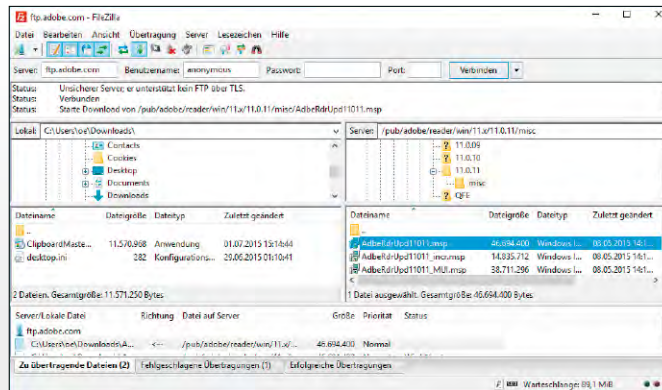 ftp.adobe.com - FileZilla
Datei Bearbeiten Ansicht Übertragung Server Lesezeichen Hilfe
Server: ftp.adobe.com Benutzername: anonymous Passwort: Port: Verbinden
Status: Unsicherer Server, er unterstützt kein FTP über TLS.
Status: Verbunden
Status: Starte Download von /pub/adobe/reader/win/11.x/11.0.11/misc/AdbeRdrUpd11011.msp
Lokal: C:\Users\oe\Downloads\
Server: /pub/adobe/reader/win/11.x/11.0.11/misc
Contacts
Cookies
Desktop
Documents
Downloads
11.0.09
11.0.10
11.0.11
misc
QFE
Dateiname Dateigröße Dateityp Zuletzt geändert
..
ClipboardMaste... 11.570.968 Anwendung 01.07.2015 15:14:44
desktop.ini 282 Konfigurations... 29.06.2015 01:10:41
2 Dateien. Gesamtgröße: 11.571.250 Bytes
Dateiname Dateigröße Dateityp Zuletzt geändert
..
AdbeRdrUpd11011.msp 46.694.400 Windows I... 08.05.2015 14:1...
AdbeRdrUpd11011_incr.msp 14.835.712 Windows I... 08.05.2015 14:1...
AdbeRdrUpd11011_MUI.msp 38.711.296 Windows I... 08.05.2015 14:1...
1 Datei ausgewählt. Gesamtgröße: 46.694.400 Bytes
Server/Lokale Datei Richtung Datei auf Server Größe Priorität Status
ftp.adobe.com
C:\Users\oe\Downloads\A... <-- /pub/adobe/reader/win/11.x/... 46.694.400 Normal
Zu übertragende Dateien (2) Fehlgeschlagene Übertragungen (1) Erfolgreiche Übertragungen
Warteschlange: 89,1 MiB